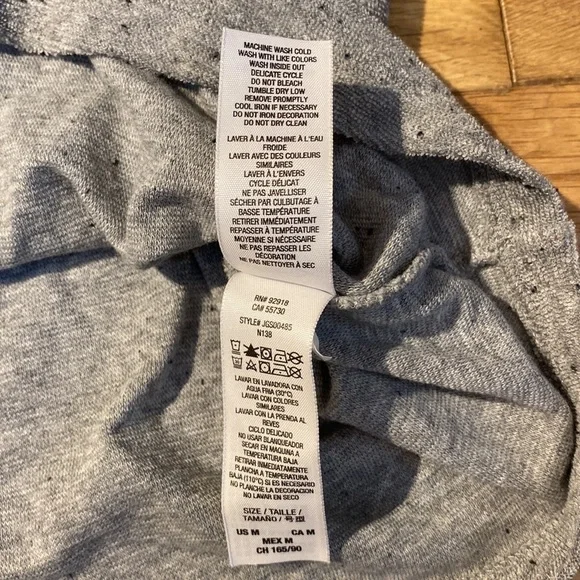 MACHINE WASH COLD
WASH WITH LIKE COLORS
WASH INSIDE OUT
DELICATE CYCLE
DO NOT BLEACH
TUMBLE DRY LOW
REMOVE PROMPTLY
COOL IRON IF NECESSARY
DO NOT IRON DECORATION
DO NOT DRY CLEAN
LAVER À LA MACHINE À L'EAU
FROIDE
LAVER AVEC DES COULEURS
SIMILAIRES
LAVER À L'ENVERS
CYCLE DÉLICAT
NE PAS JAVELLISER
SÉCHER PAR CULBUTAGE À
BASSE TEMPÉRATURE
RETIRER IMMÉDIATEMENT
REPASSER À TEMPÉRATURE
MOYENNE SI NÉCESSAIRE
NE PAS REPASSER LES
DÉCORATION
NE PAS NETTOYER À SEC
RN# 92918
CA# 55730
STYLE# JGS00485
N138
LAVAR EN LAVADORA CON
AGUA FRIA (30°C)
LAVAR CON COLORES
SIMILARES
LAVAR CON LA PRENDA AL
REVES
CICLO DELICADO
NO USAR BLANQUEADOR
SECAR EN MAQUINA A
TEMPERATURA BAJA
RETIRAR INMEDIATAMENTE
PLANCHA A TEMPERATURA
BAJA (110°C) SI ES NECESARIO
NO PLANCHE LA DECORACION
NO LAVAR EN SECO
SIZE / TAILLE /
TAMAÑO / 号型
US M CA M
MEX M
CH 165/90